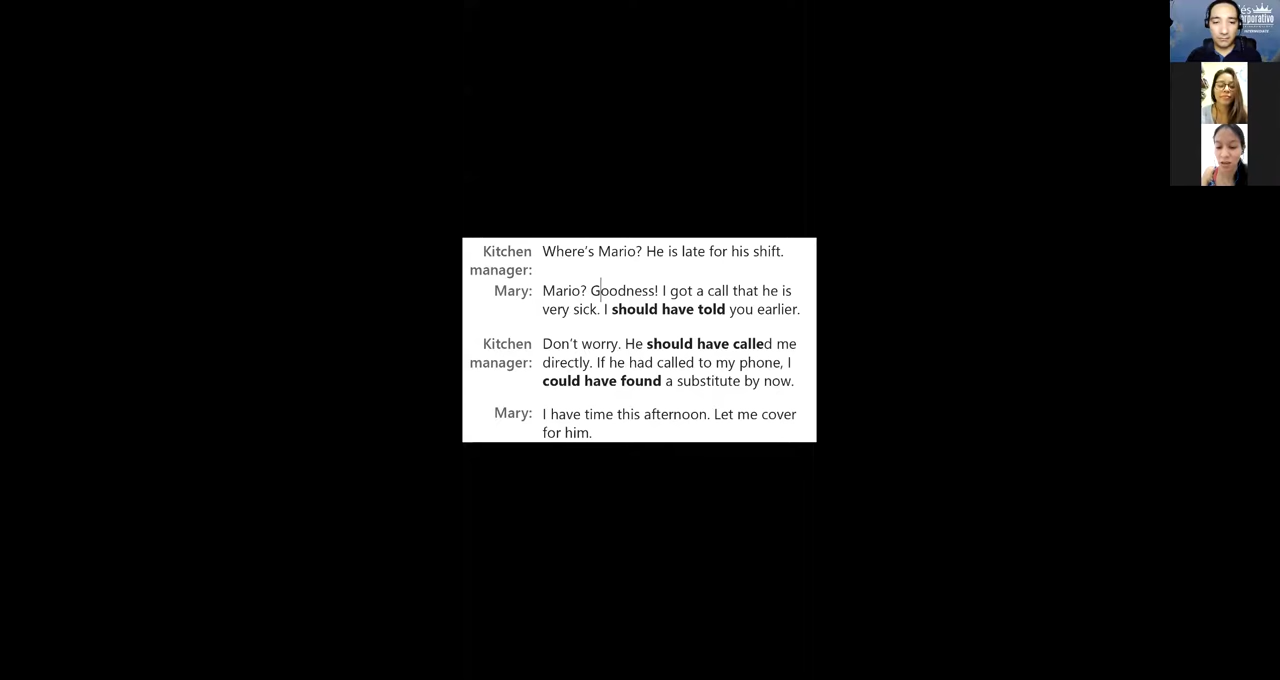 és
rporativo
INTERMEDIATE
Kitchen Where's Mario? He is late for his shift.
manager:
Mary: Mario? Goodness! I got a call that he is
very sick. I should have told you earlier.
Kitchen Don't worry. He should have called me
manager: directly. If he had called to my phone, I
could have found a substitute by now.
Mary: I have time this afternoon. Let me cover
for him.